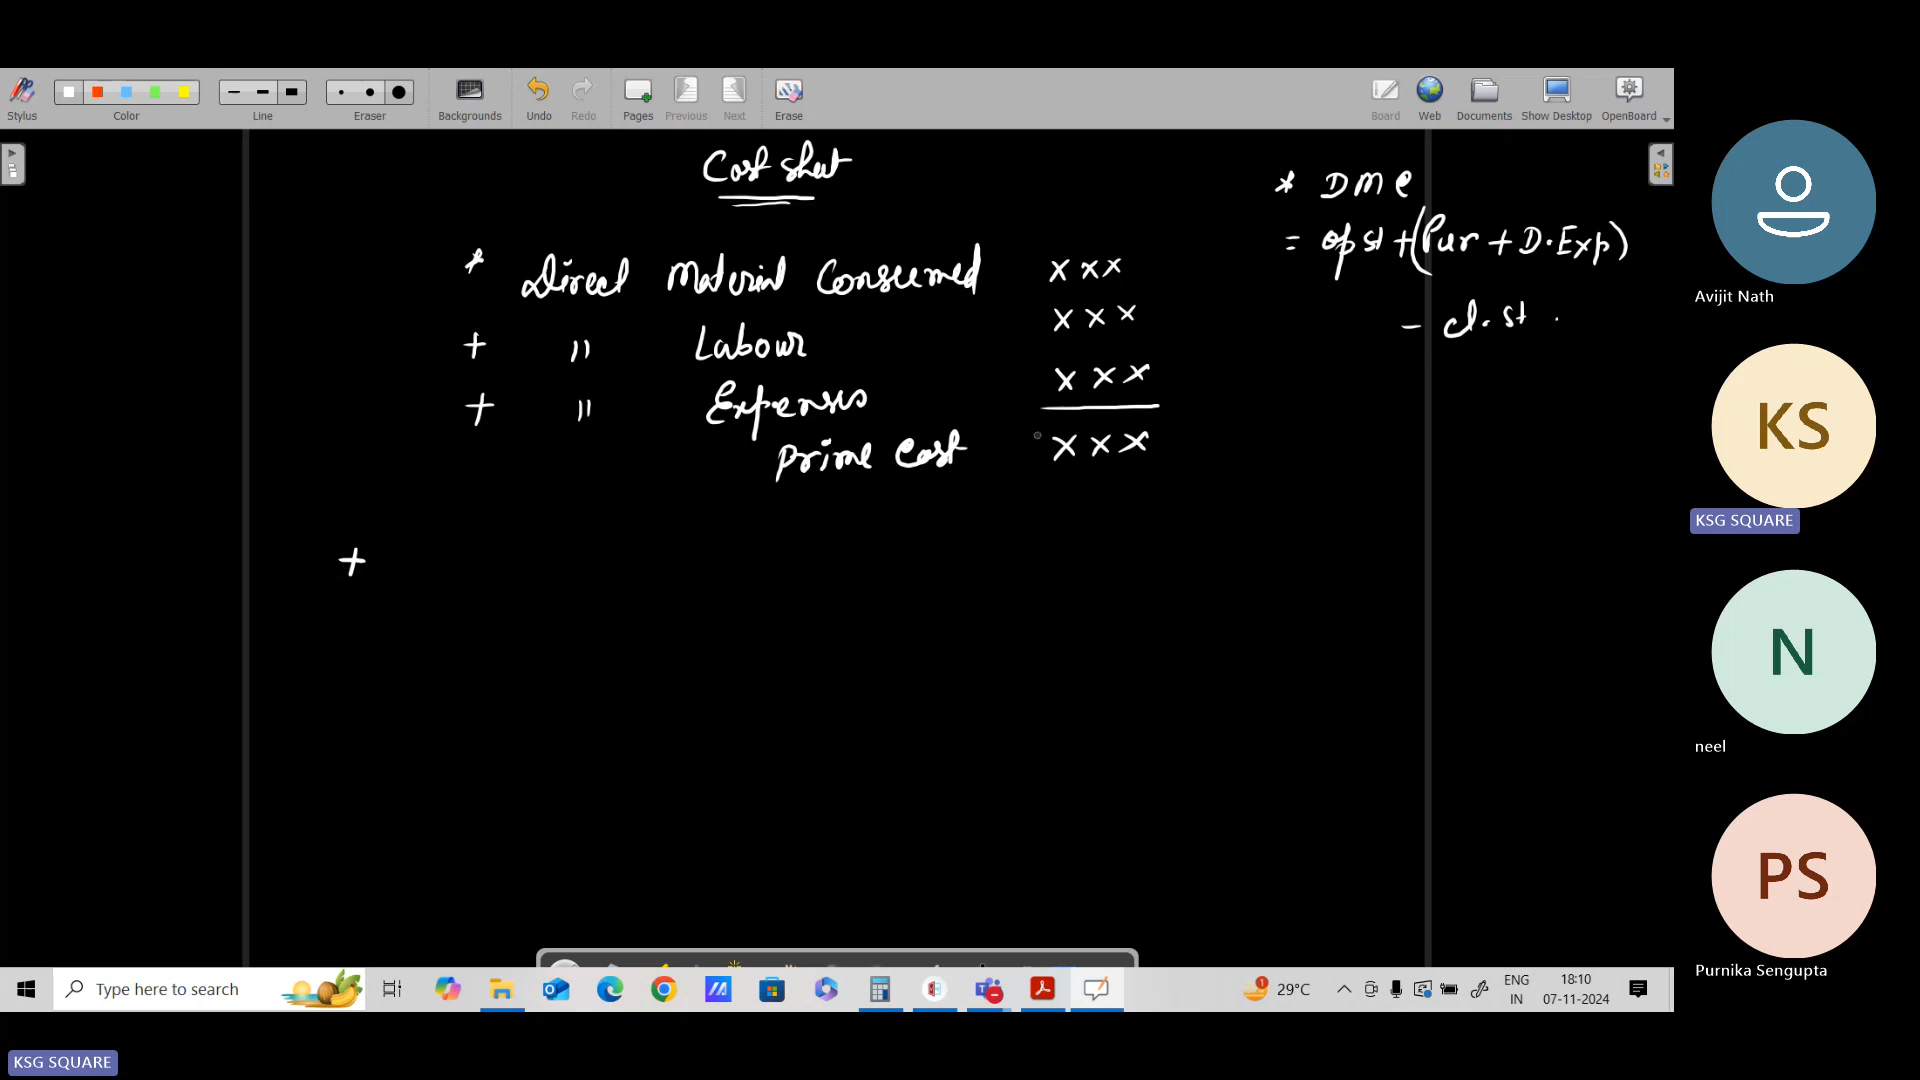 Stylus
Color
Line
Eraser
Backgrounds
Undo
Redo
Pages
Previous
Next
Erase
Board
Web
Documents
Show Desktop
OpenBoard
Cost sheet
* Direct Material Consumed xxx
+ " Labour xxx
+ " Expenses xxx
Prime Cost xxx
+
* DMC
= op st + (Pur + D.Exp)
- cl. st.
Avijit Nath
KS
KSG SQUARE
N
neel
PS
Purnika Sengupta
Type here to search
1
29°C
ENG
IN
18:10
07-11-2024
KSG SQUARE